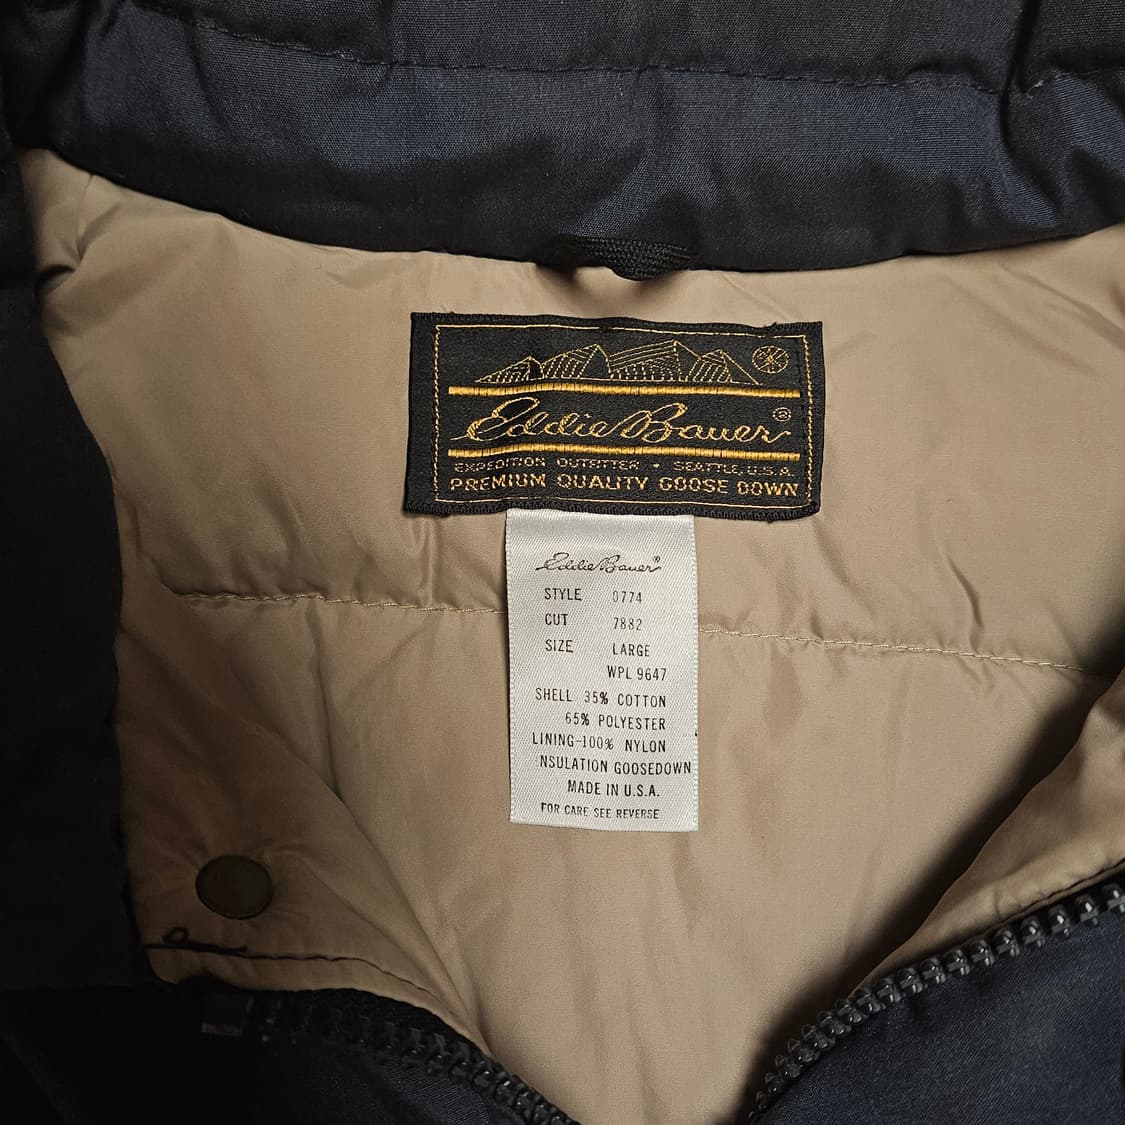 Eddie Bauer®
EXPEDITION OUTFITTER • SEATTLE, U.S.A.
PREMIUM QUALITY GOOSE DOWN
Eddie Bauer®
STYLE 0774
CUT 7882
SIZE LARGE
WPL 9647
SHELL 35% COTTON
65% POLYESTER
LINING-100% NYLON
NSULATION GOOSEDOWN
MADE IN U.S.A.
FOR CARE SEE REVERSE